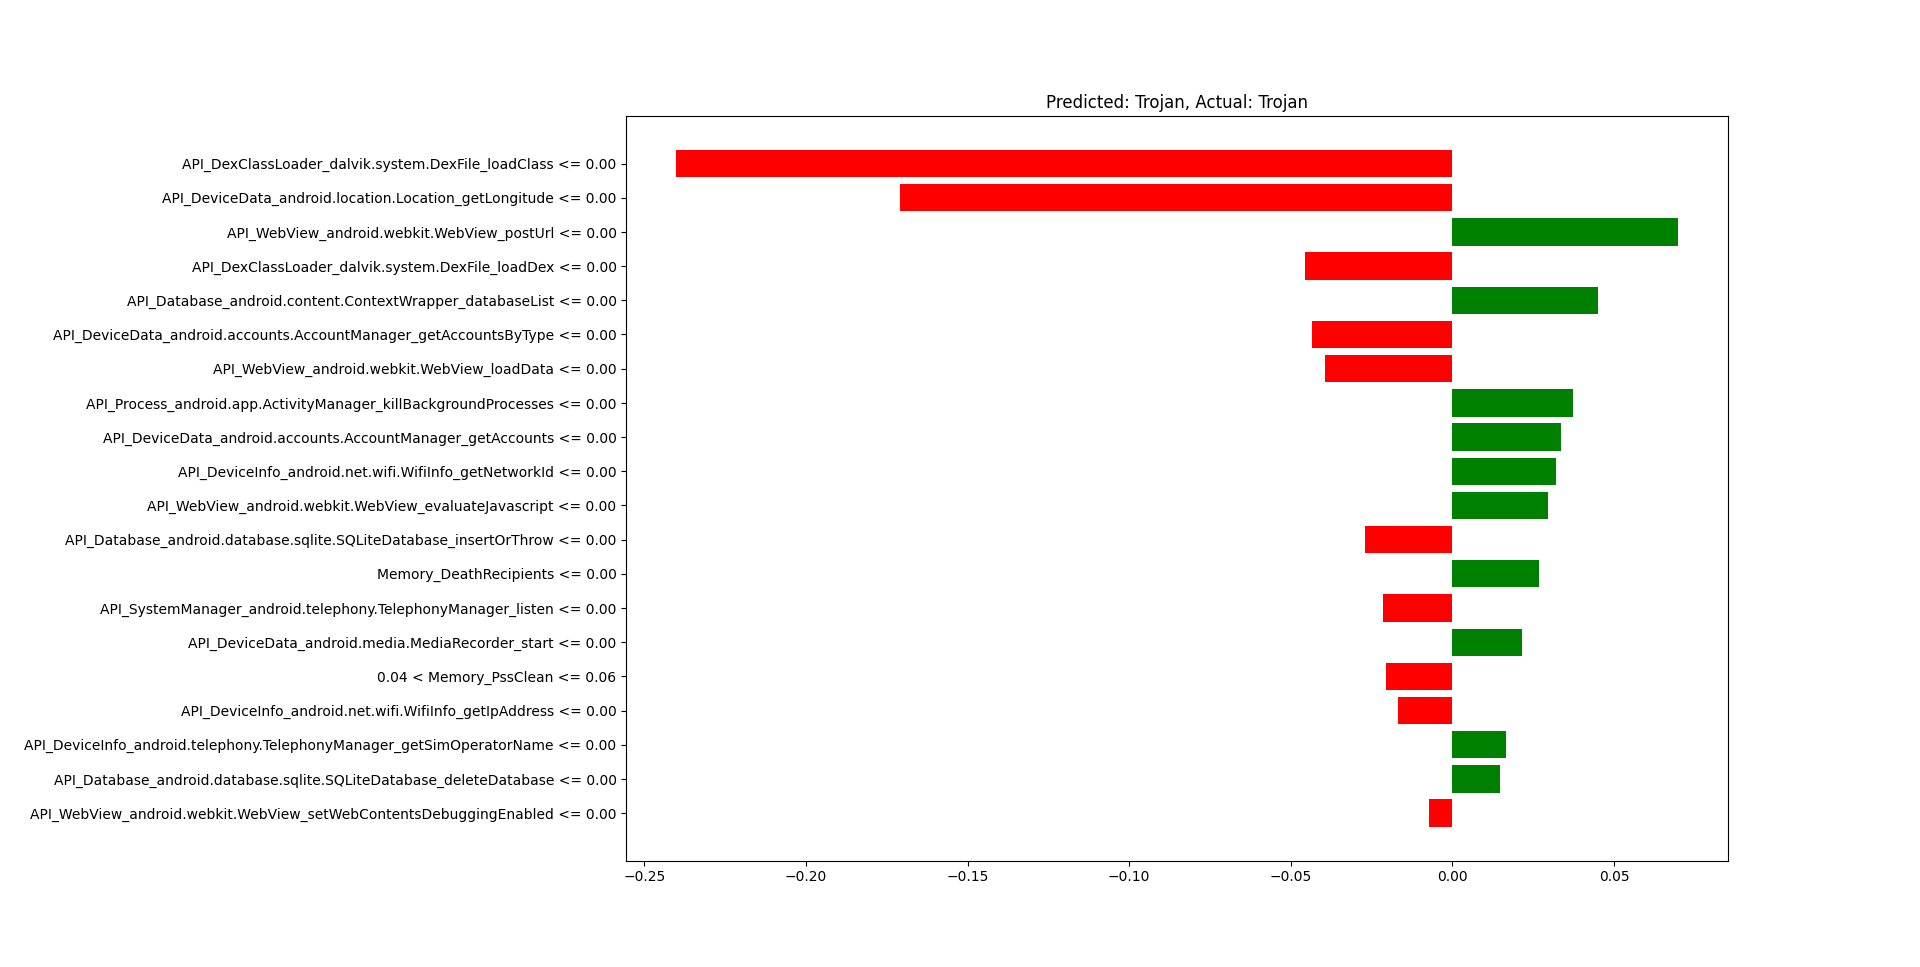 Predicted: Trojan, Actual: Trojan
API_DexClassLoader_dalvik.system.DexFile_loadClass <= 0.00
API_DeviceData_android.location.Location_getLongitude <= 0.00
API_WebView_android.webkit.WebView_postUrl <= 0.00
API_DexClassLoader_dalvik.system.DexFile_loadDex <= 0.00
API_Database_android.content.ContextWrapper_databaseList <= 0.00
API_DeviceData_android.accounts.AccountManager_getAccountsByType <= 0.00
API_WebView_android.webkit.WebView_loadData <= 0.00
API_Process_android.app.ActivityManager_killBackgroundProcesses <= 0.00
API_DeviceData_android.accounts.AccountManager_getAccounts <= 0.00
API_DeviceInfo_android.net.wifi.WifiInfo_getNetworkId <= 0.00
API_WebView_android.webkit.WebView_evaluateJavascript <= 0.00
API_Database_android.database.sqlite.SQLiteDatabase_insertOrThrow <= 0.00
Memory_DeathRecipients <= 0.00
API_SystemManager_android.telephony.TelephonyManager_listen <= 0.00
API_DeviceData_android.media.MediaRecorder_start <= 0.00
0.04 < Memory_PssClean <= 0.06
API_DeviceInfo_android.net.wifi.WifiInfo_getIpAddress <= 0.00
API_DeviceInfo_android.telephony.TelephonyManager_getSimOperatorName <= 0.00
API_Database_android.database.sqlite.SQLiteDatabase_deleteDatabase <= 0.00
API_WebView_android.webkit.WebView_setWebContentsDebuggingEnabled <= 0.00
−0.25 −0.20 −0.15 −0.10 −0.05 0.00 0.05